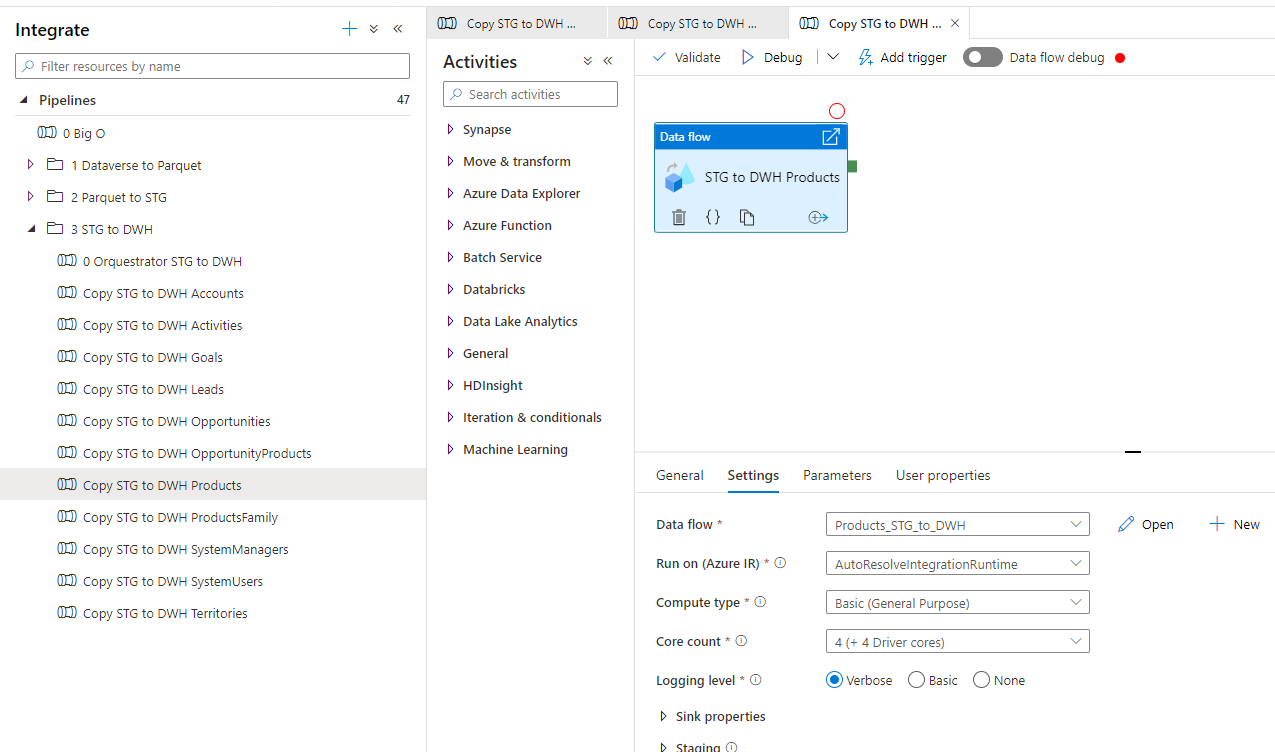 Integrate
Filter resources by name
Pipelines 47
0 Big O
1 Dataverse to Parquet
2 Parquet to STG
3 STG to DWH
0 Orquestrator STG to DWH
Copy STG to DWH Accounts
Copy STG to DWH Activities
Copy STG to DWH Goals
Copy STG to DWH Leads
Copy STG to DWH Opportunities
Copy STG to DWH OpportunityProducts
Copy STG to DWH Products
Copy STG to DWH ProductsFamily
Copy STG to DWH SystemManagers
Copy STG to DWH SystemUsers
Copy STG to DWH Territories
Copy STG to DWH ... Copy STG to DWH ... Copy STG to DWH ...
Activities
Search activities
Synapse
Move & transform
Azure Data Explorer
Azure Function
Batch Service
Databricks
Data Lake Analytics
General
HDInsight
Iteration & conditionals
Machine Learning
Validate Debug Add trigger Data flow debug
Data flow
STG to DWH Products
General Settings Parameters User properties
Data flow * Products_STG_to_DWH Open New
Run on (Azure IR) * AutoResolveIntegrationRuntime
Compute type * Basic (General Purpose)
Core count * 4 (+ 4 Driver cores)
Logging level * Verbose Basic None
Sink properties
Staging